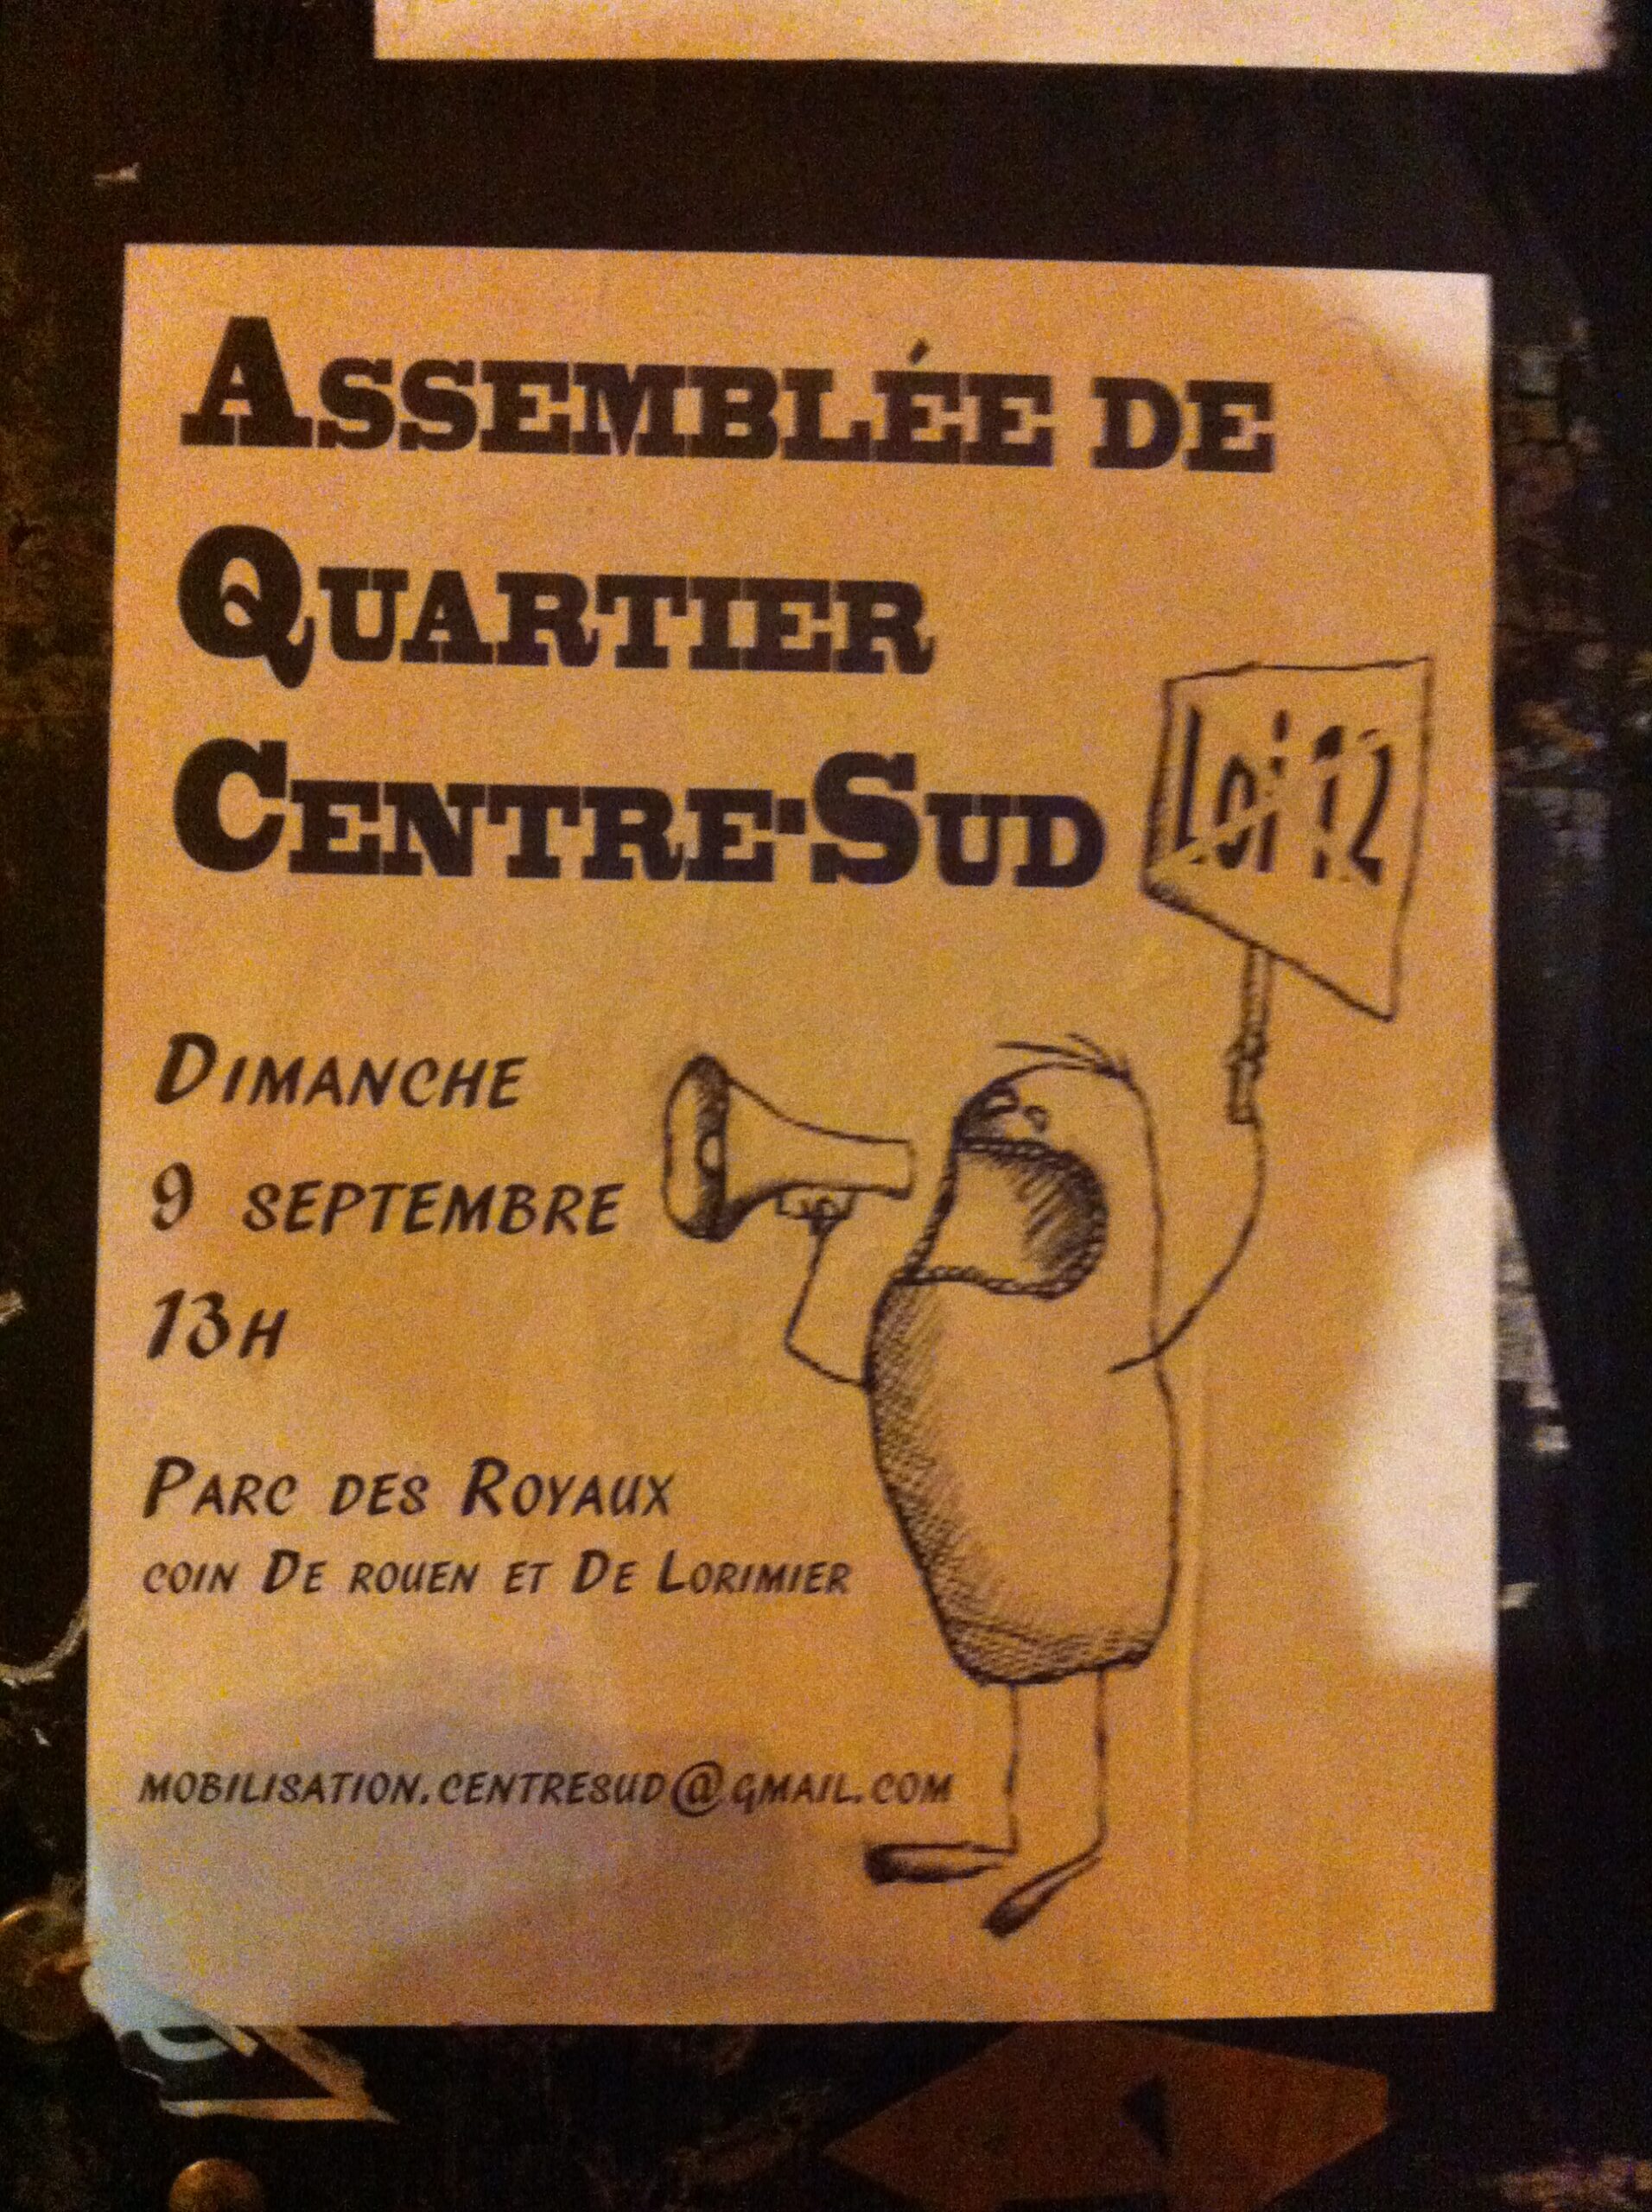 Assemblée de
Quartier
Centre-Sud
Loi 12
Dimanche
9 septembre
13h
Parc des Royaux
coin De rouen et De Lorimier
mobilisation.centresud@gmail.com